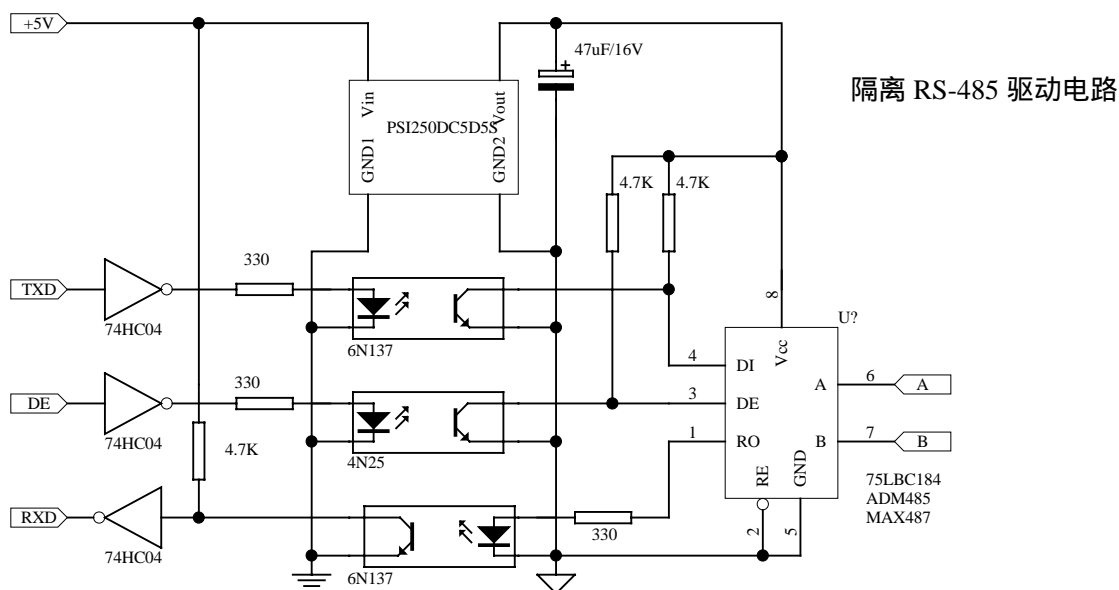 +5V
47uF/16V
隔离 RS-485 驱动电路
Vin
Vout
PSI250DC5D5S
GND1
GND2
4.7K
4.7K
330
TXD
74HC04
6N137
8
U?
Vcc
4
DI
A
6
A
330
DE
74HC04
4N25
3
DE
1
RO
B
7
B
4.7K
RE
GND
75LBC184
ADM485
MAX487
RXD
74HC04
6N137
330
2
5